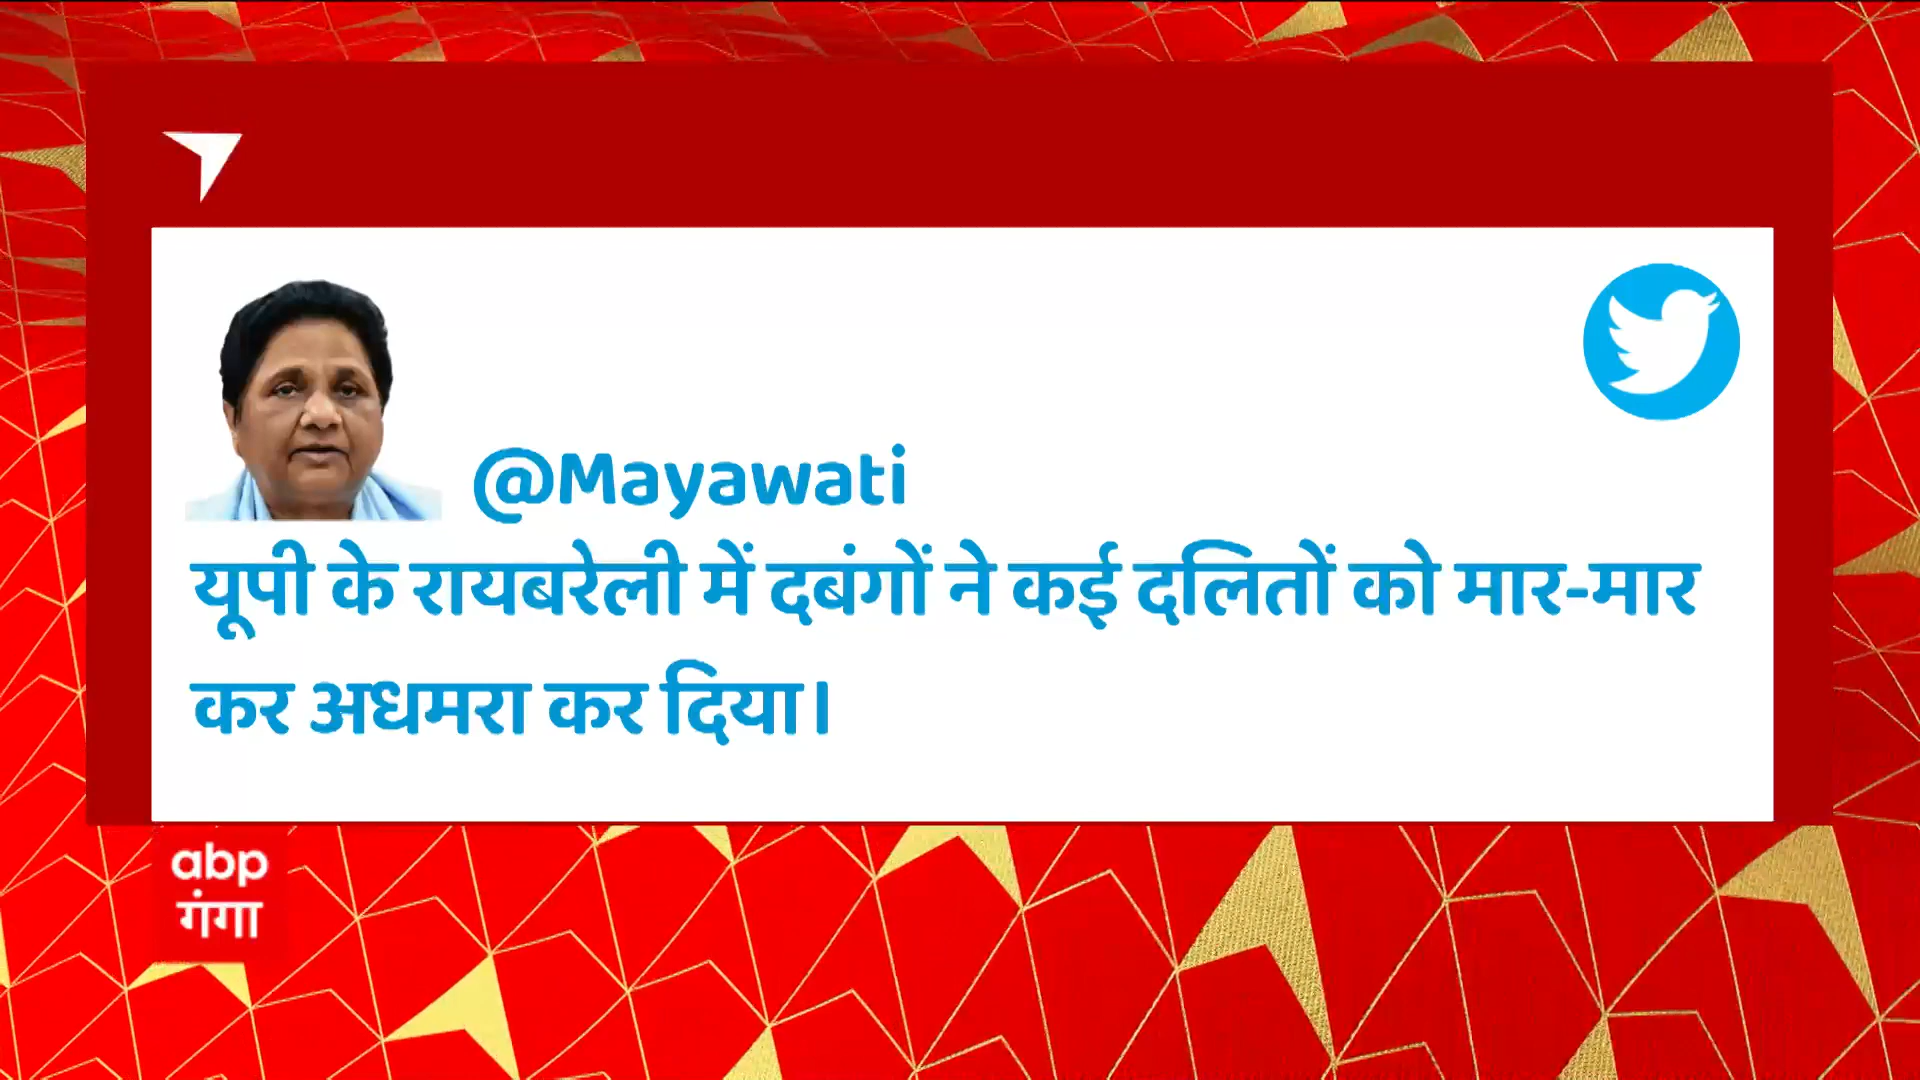 @Mayawati
यूपी के रायबरेली में दबंगों ने कई दलितों को मार-मार
कर अधमरा कर दिया।
abp
गंगा